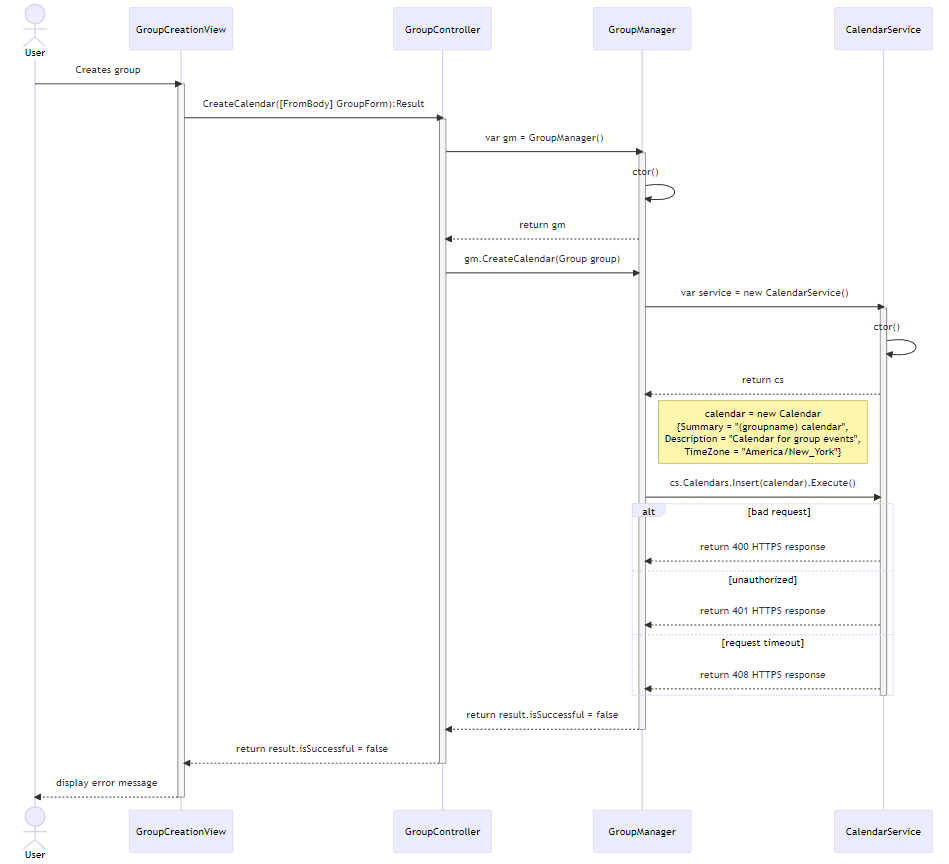 User
GroupCreationView
GroupController
GroupManager
CalendarService
Creates group
CreateCalendar([FromBody] GroupForm):Result
var gm = GroupManager()
ctor()
return gm
gm.CreateCalendar(Group group)
var service = new CalendarService()
ctor()
return cs
calendar = new Calendar
{Summary = "(groupname) calendar",
Description = "Calendar for group events",
TimeZone = "America/New_York"}
cs.Calendars.Insert(calendar).Execute()
alt
[bad request]
return 400 HTTPS response
[unauthorized]
return 401 HTTPS response
[request timeout]
return 408 HTTPS response
return result.isSuccessful = false
return result.isSuccessful = false
display error message
User
GroupCreationView
GroupController
GroupManager
CalendarService